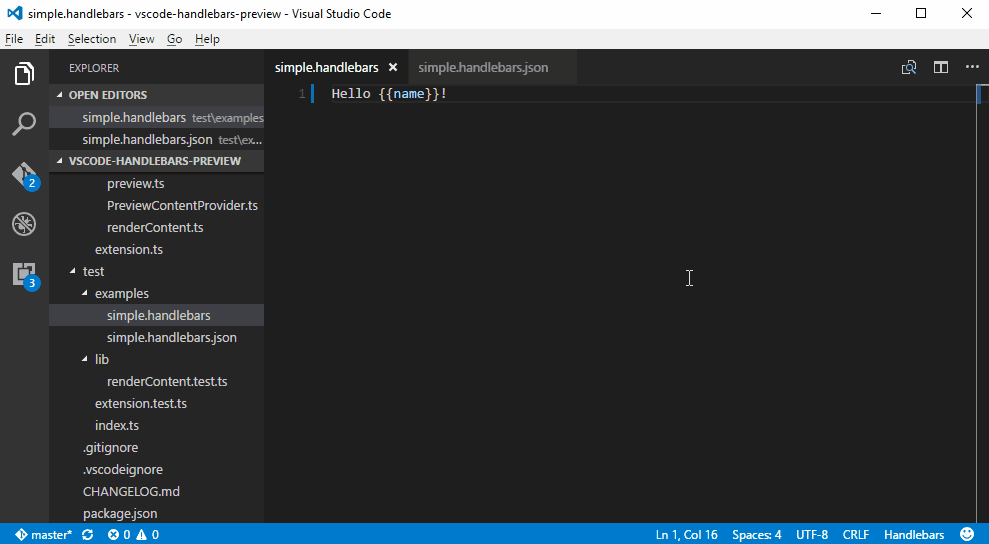 simple.handlebars - vscode-handlebars-preview - Visual Studio Code
File Edit Selection View Go Help
EXPLORER
OPEN EDITORS
simple.handlebars test\examples
simple.handlebars.json test\ex...
VSCODE-HANDLEBARS-PREVIEW
preview.ts
PreviewContentProvider.ts
renderContent.ts
extension.ts
test
examples
simple.handlebars
simple.handlebars.json
lib
renderContent.test.ts
extension.test.ts
index.ts
.gitignore
.vscodeignore
CHANGELOG.md
package.json
2
3
simple.handlebars simple.handlebars.json
1 Hello {{name}}!
master* 0 0 Ln 1, Col 16 Spaces: 4 UTF-8 CRLF Handlebars